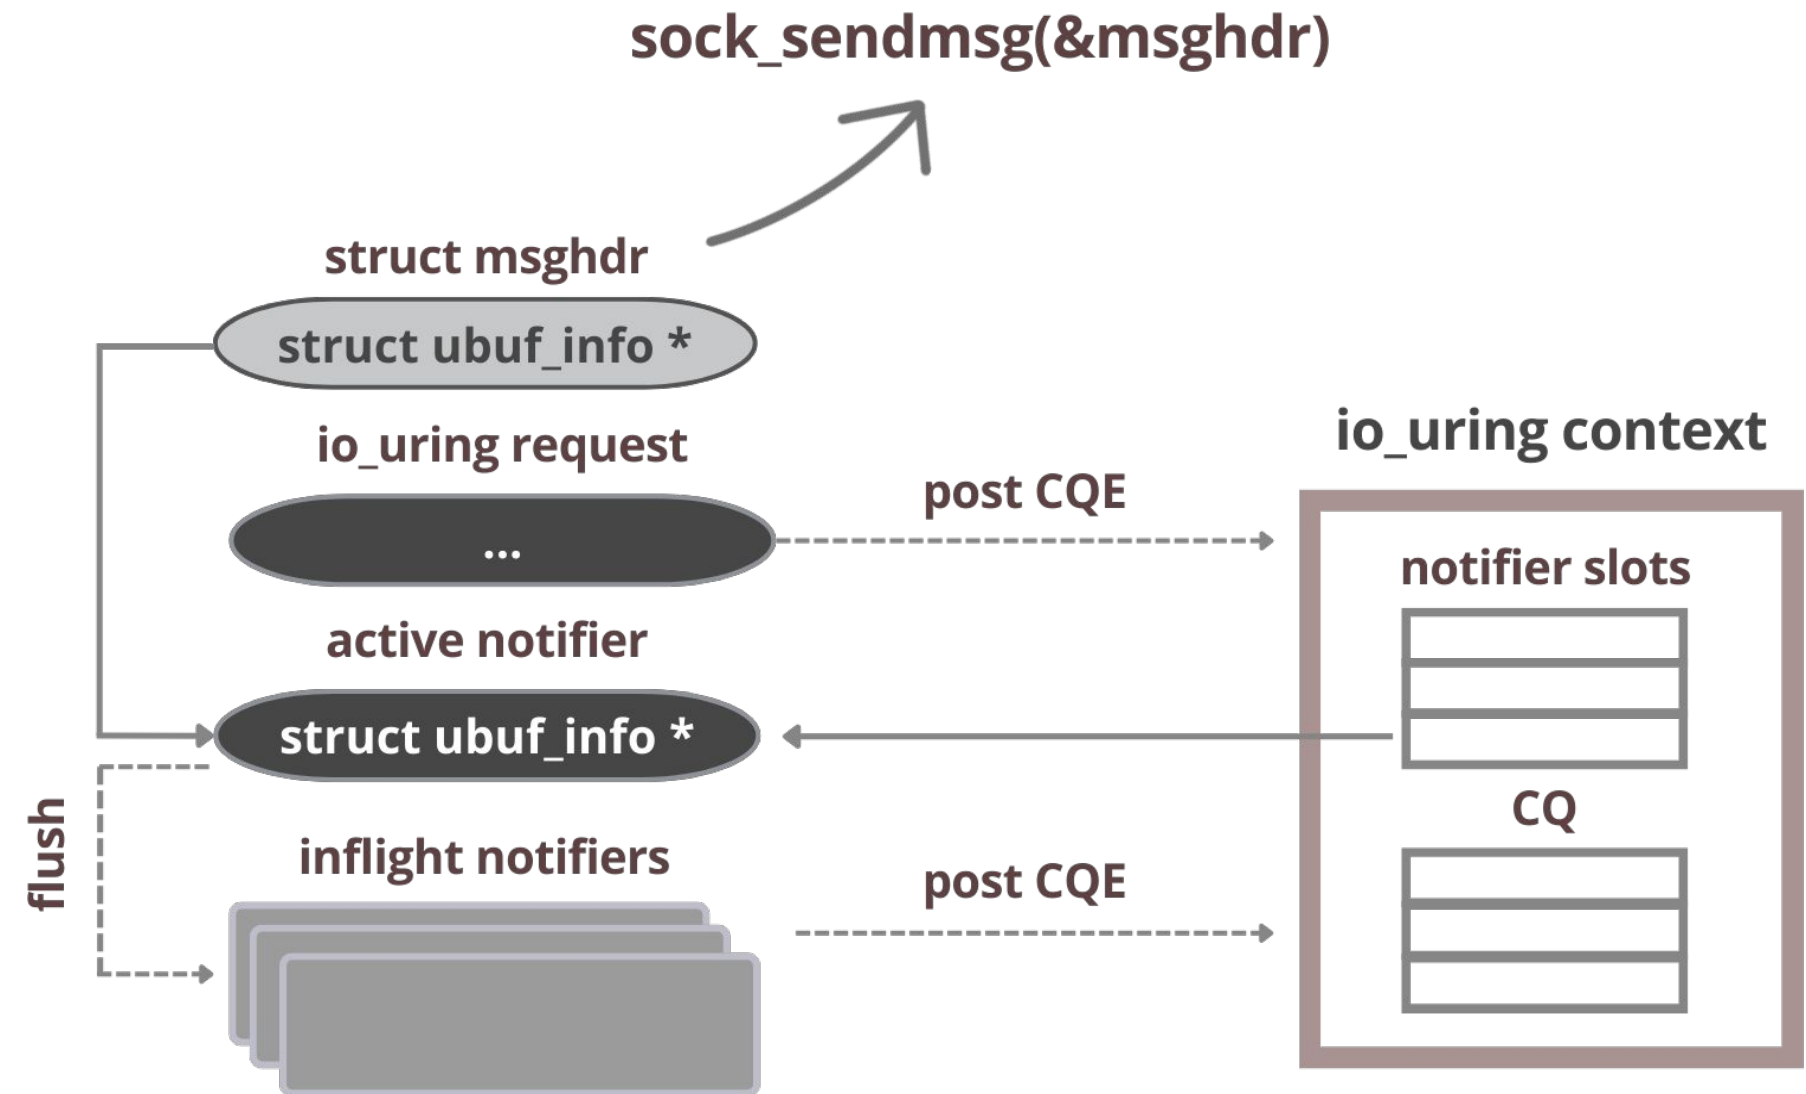 sock_sendmsg(&msghdr)
struct msghdr
struct ubuf_info *
io_uring request
...
post CQE
io_uring context
notifier slots
active notifier
struct ubuf_info *
CQ
flush
inflight notifiers
post CQE